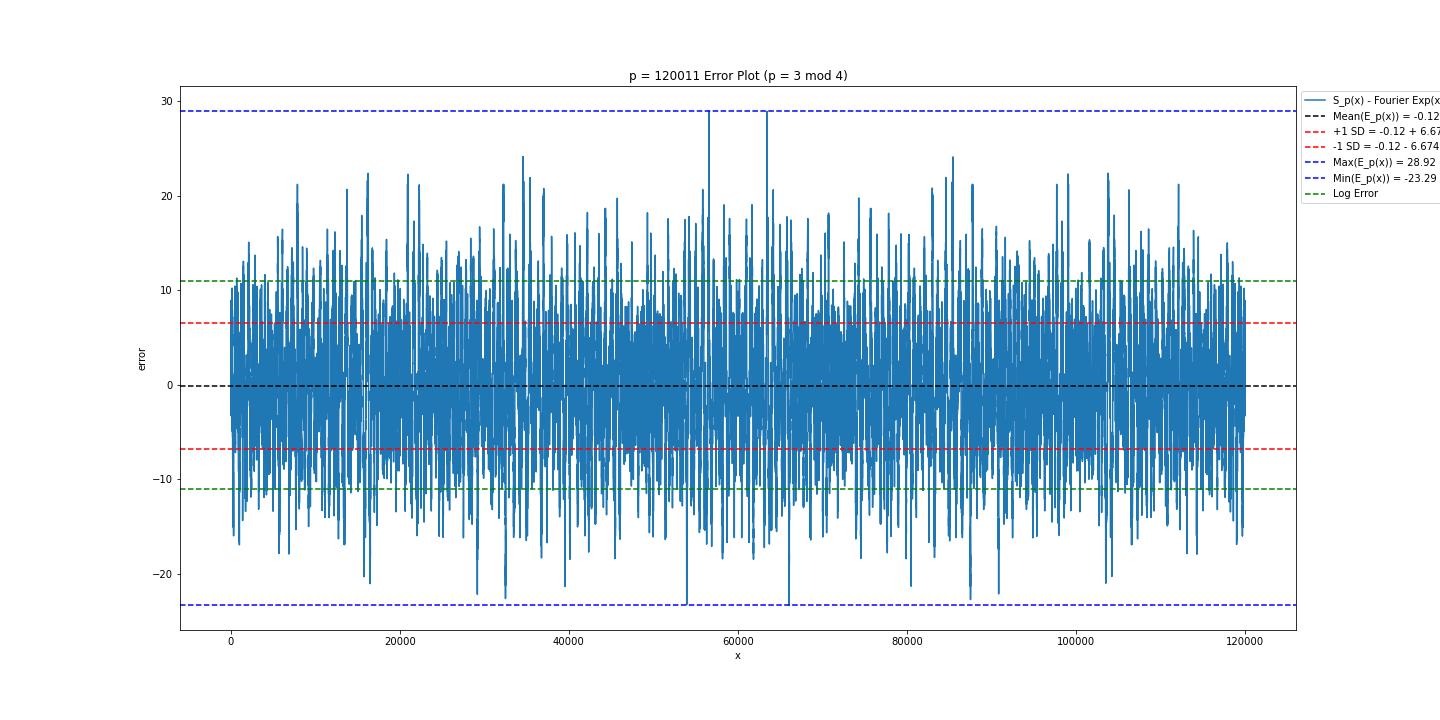 p = 120011 Error Plot (p = 3 mod 4)
30
20
10
0
−10
−20
error
0
20000
40000
60000
80000
100000
120000
x
S_p(x) - Fourier Exp(x
Mean(E_p(x)) = -0.12
+1 SD = -0.12 + 6.67
-1 SD = -0.12 - 6.674
Max(E_p(x)) = 28.92
Min(E_p(x)) = -23.29
Log Error